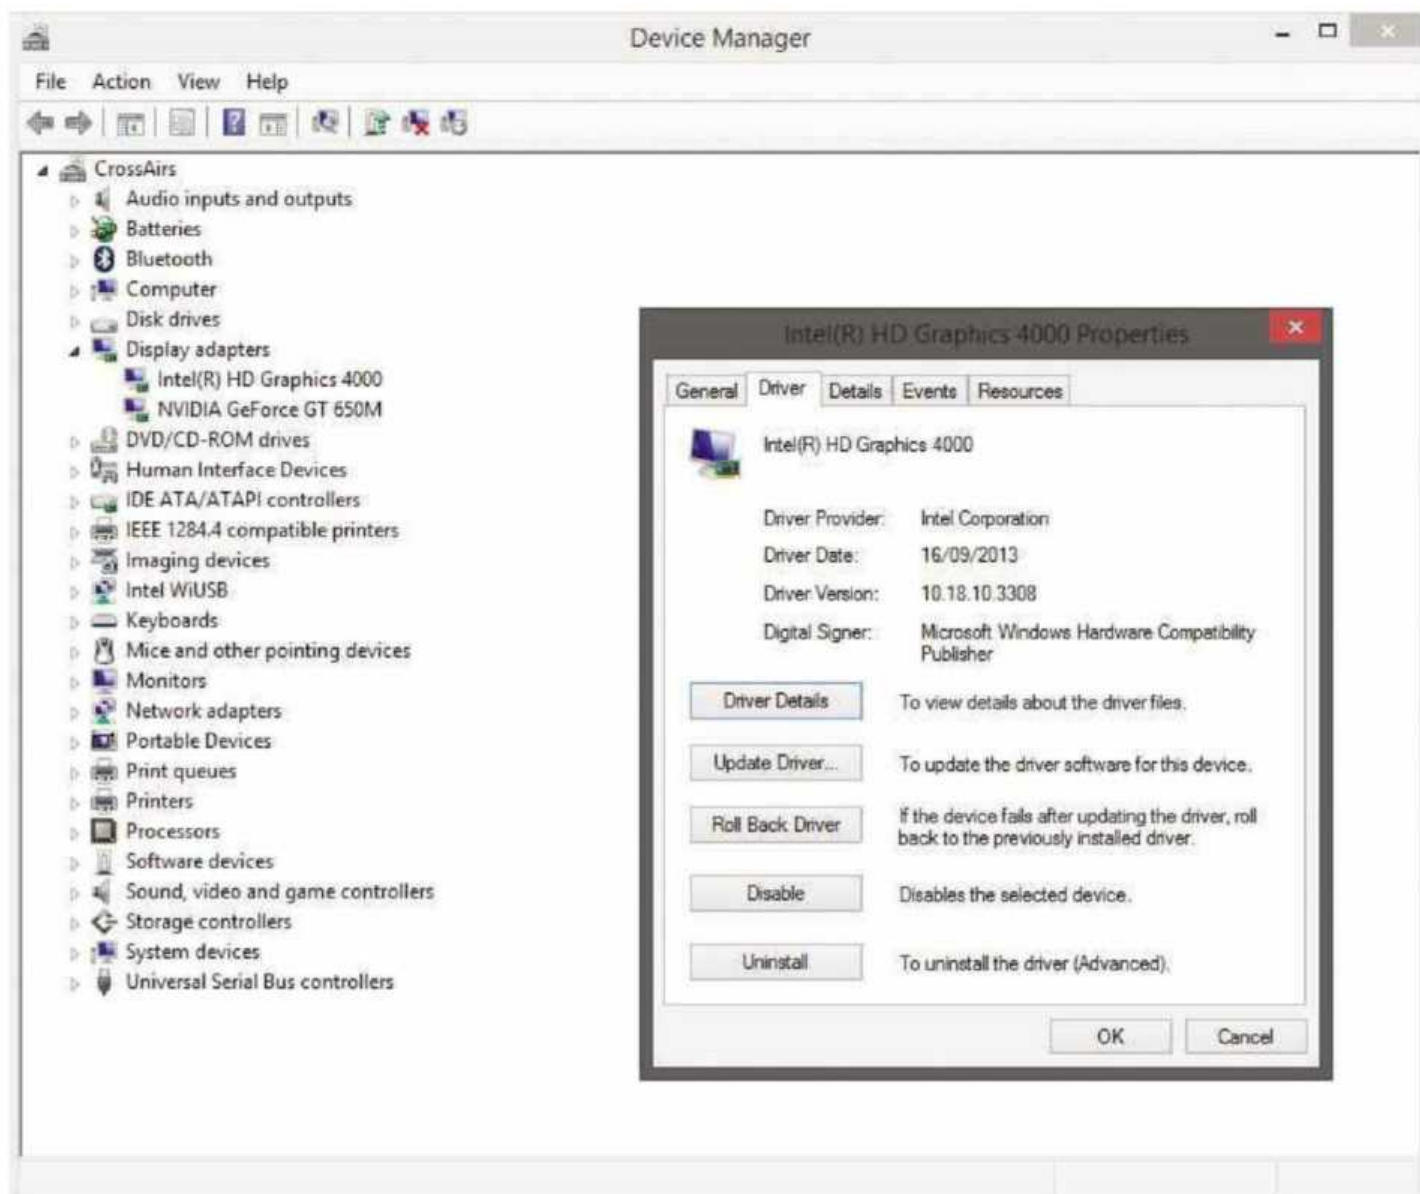 Device Manager
File Action View Help
CrossAirs
Audio inputs and outputs
Batteries
Bluetooth
Computer
Disk drives
Display adapters
Intel(R) HD Graphics 4000
NVIDIA GeForce GT 650M
DVD/CD-ROM drives
Human Interface Devices
IDE ATA/ATAPI controllers
IEEE 1284.4 compatible printers
Imaging devices
Intel WiUSB
Keyboards
Mice and other pointing devices
Monitors
Network adapters
Portable Devices
Print queues
Printers
Processors
Software devices
Sound, video and game controllers
Storage controllers
System devices
Universal Serial Bus controllers
Intel(R) HD Graphics 4000 Properties
General Driver Details Events Resources
Intel(R) HD Graphics 4000
Driver Provider: Intel Corporation
Driver Date: 16/09/2013
Driver Version: 10.18.10.3308
Digital Signer: Microsoft Windows Hardware Compatibility
Publisher
Driver Details To view details about the driver files.
Update Driver... To update the driver software for this device.
Roll Back Driver If the device fails after updating the driver, roll
back to the previously installed driver.
Disable Disables the selected device.
Uninstall To uninstall the driver (Advanced).
OK Cancel